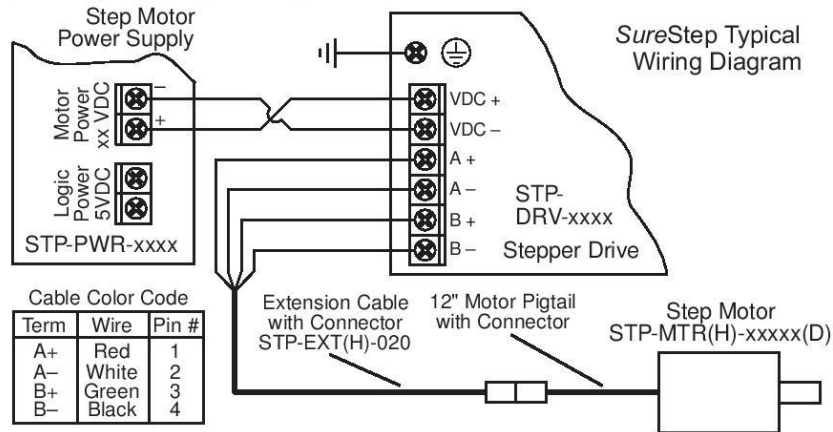 Step Motor
Power Supply
SureStep Typical
Wiring Diagram
Motor
Power
xx VDC
–
+
Logic
Power
5VDC
STP-PWR-xxxx
VDC +
VDC –
A +
A –
B +
B –
STP-
DRV-xxxx
Stepper Drive
Cable Color Code
Term Wire Pin #
A+ Red 1
A– White 2
B+ Green 3
B– Black 4
Extension Cable
with Connector
STP-EXT(H)-020
12" Motor Pigtail
with Connector
Step Motor
STP-MTR(H)-xxxxx(D)